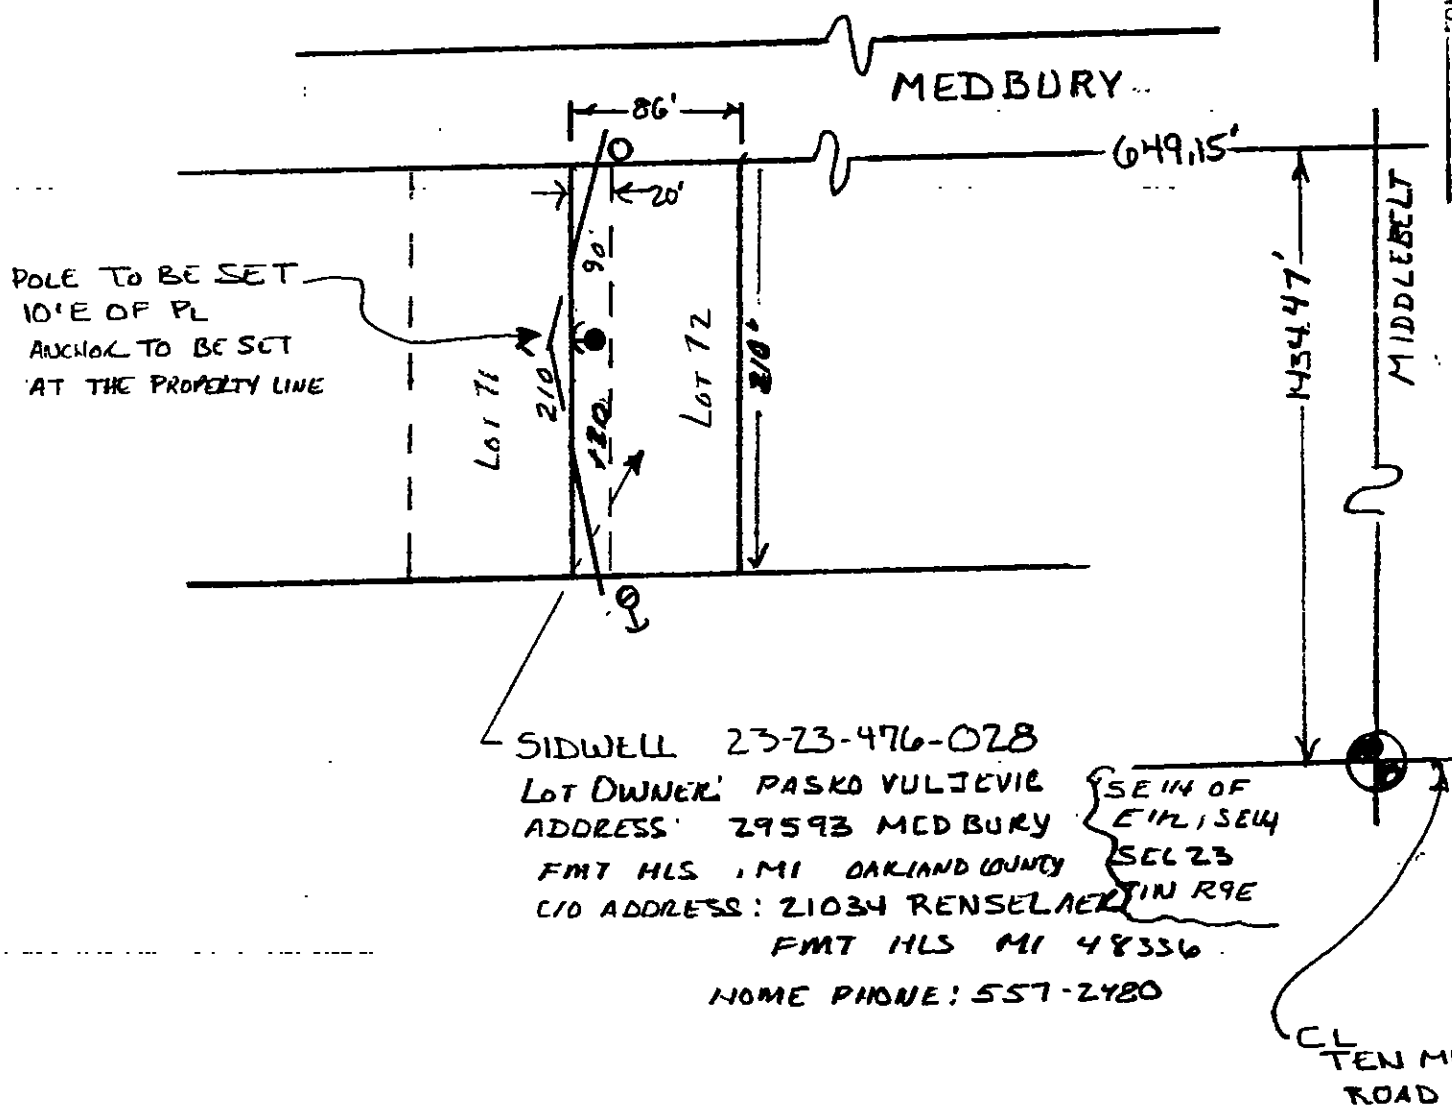 MEDBURY
86'
649.15'
20'
POLE TO BE SET
10' E OF PL
ANCHOR TO BE SET
AT THE PROPERTY LINE
90'
LOT 71
210
120
LOT 72
210'
1434.47'
MIDDLEBELT
SIDWELL 23-23-476-028
LOT OWNER: PASKO VULJEVIC
ADDRESS: 29593 MEDBURY
FMT HLS, MI OAKLAND COUNTY
C/O ADDRESS: 21034 RENSELAER
FMT HLS MI 48336
HOME PHONE: 557-2480
SE 1/4 OF
E 1/2, SE 1/4
SEC 23
T1N R9E
CL
TEN MI
ROAD